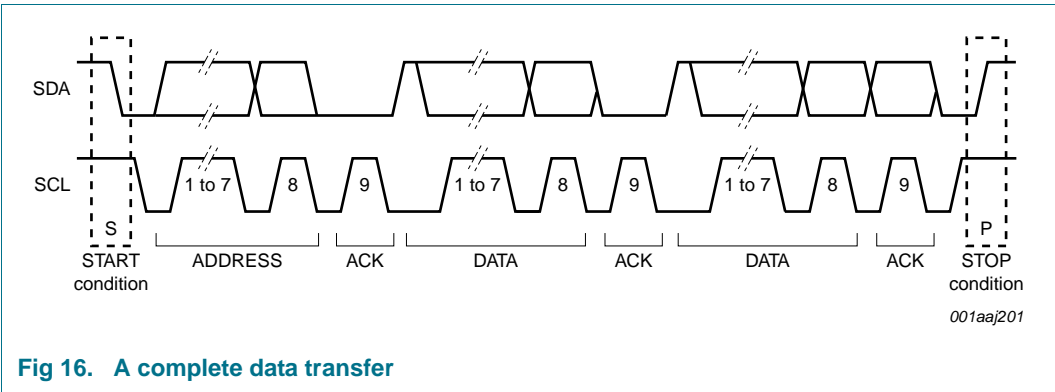 SDA
SCL
1 to 7 8 9 1 to 7 8 9 1 to 7 8 9
S P
START condition ADDRESS ACK DATA ACK DATA ACK STOP condition
001aaj201
Fig 16. A complete data transfer